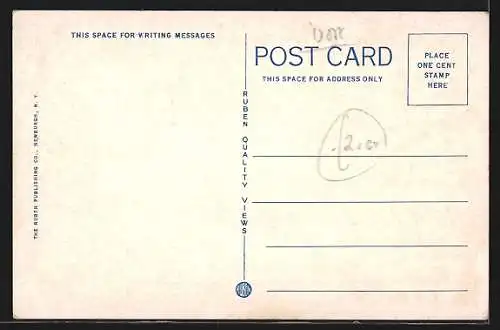 THIS SPACE FOR WRITING MESSAGES
POST CARD
THIS SPACE FOR ADDRESS ONLY
PLACE
ONE CENT
STAMP
HERE
RUBEN QUALITY VIEWS
THE RUBEN PUBLISHING CO., NEWBURGH, N. Y.